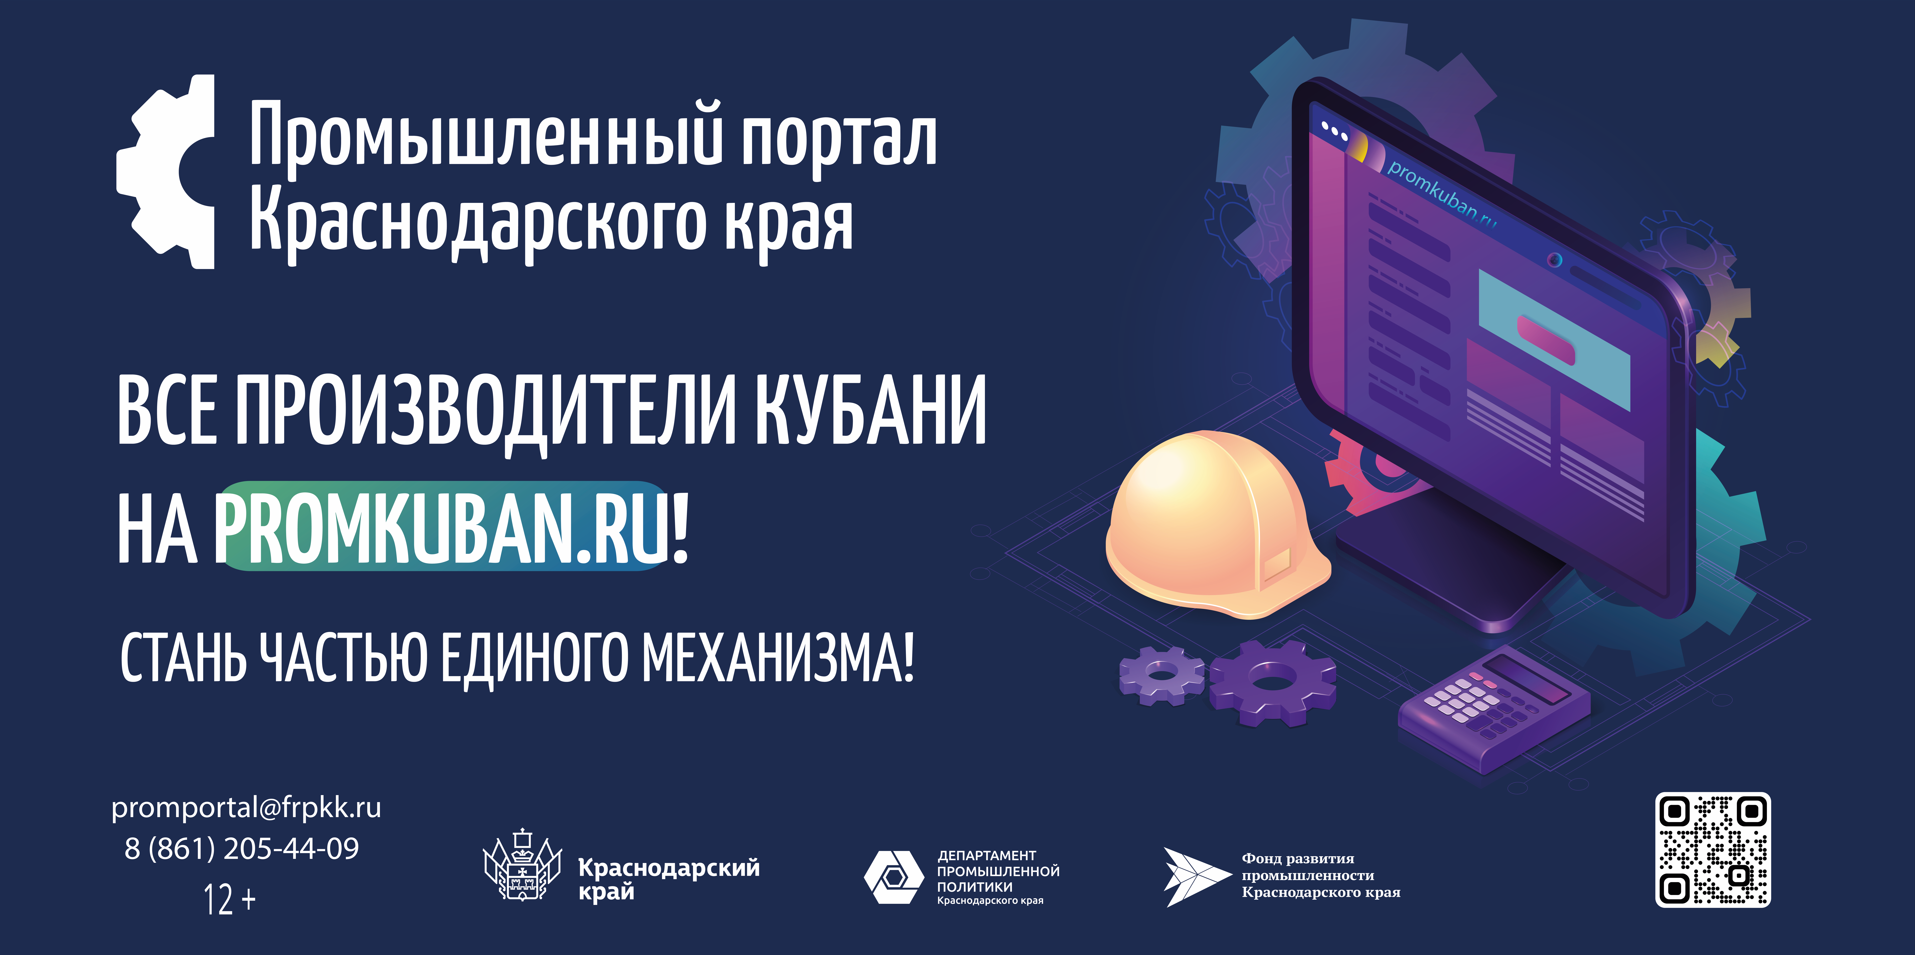 Промышленный портал
Краснодарского края
ВСЕ ПРОИЗВОДИТЕЛИ КУБАНИ
НА PROMKUBAN.RU!
СТАНЬ ЧАСТЬЮ ЕДИНОГО МЕХАНИЗМА!
promkuban.ru
promportal@frpkk.ru
8 (861) 205-44-09
12 +
Краснодарский
край
ДЕПАРТАМЕНТ
ПРОМЫШЛЕННОЙ
ПОЛИТИКИ
Краснодарского края
Фонд развития
промышленности
Краснодарского края